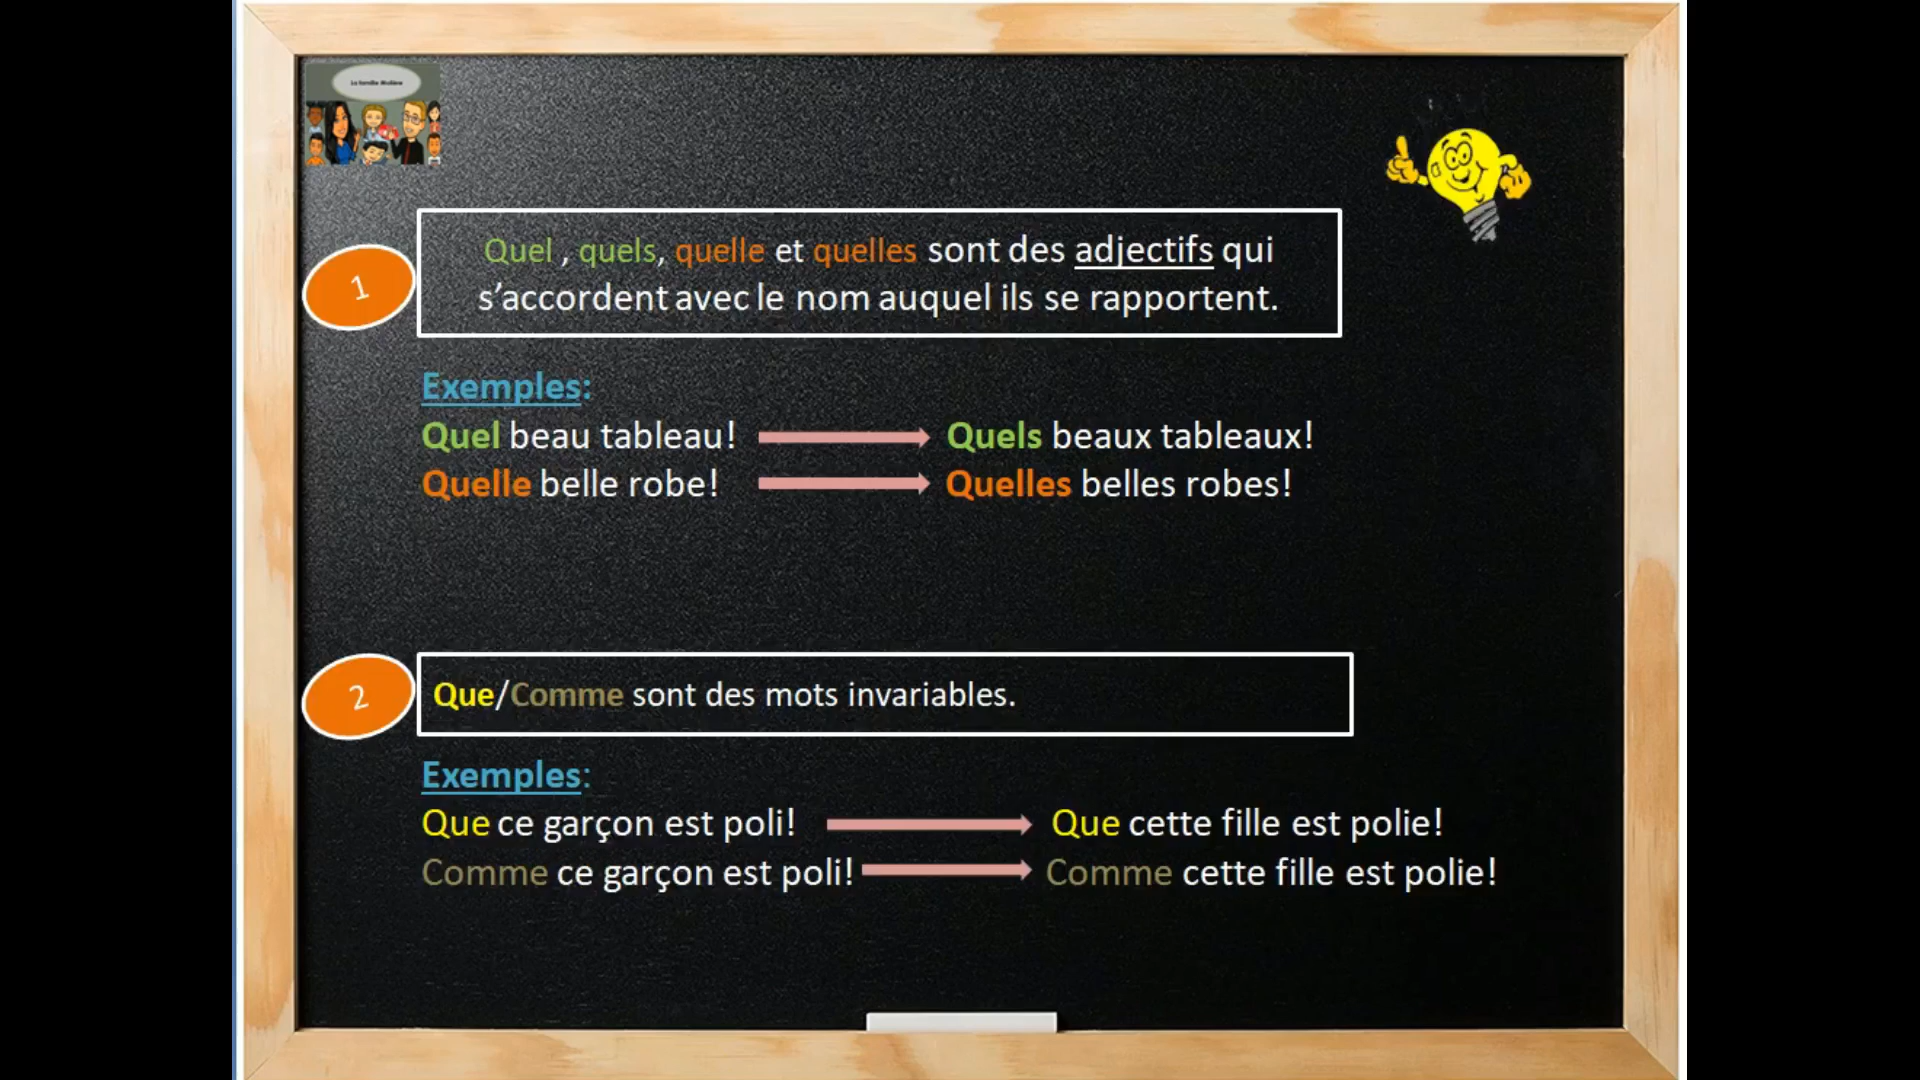 La famille Molière
1
Quel , quels, quelle et quelles sont des adjectifs qui
s'accordent avec le nom auquel ils se rapportent.
Exemples:
Quel beau tableau! Quels beaux tableaux!
Quelle belle robe! Quelles belles robes!
2
Que/Comme sont des mots invariables.
Exemples:
Que ce garçon est poli! Que cette fille est polie!
Comme ce garçon est poli! Comme cette fille est polie!